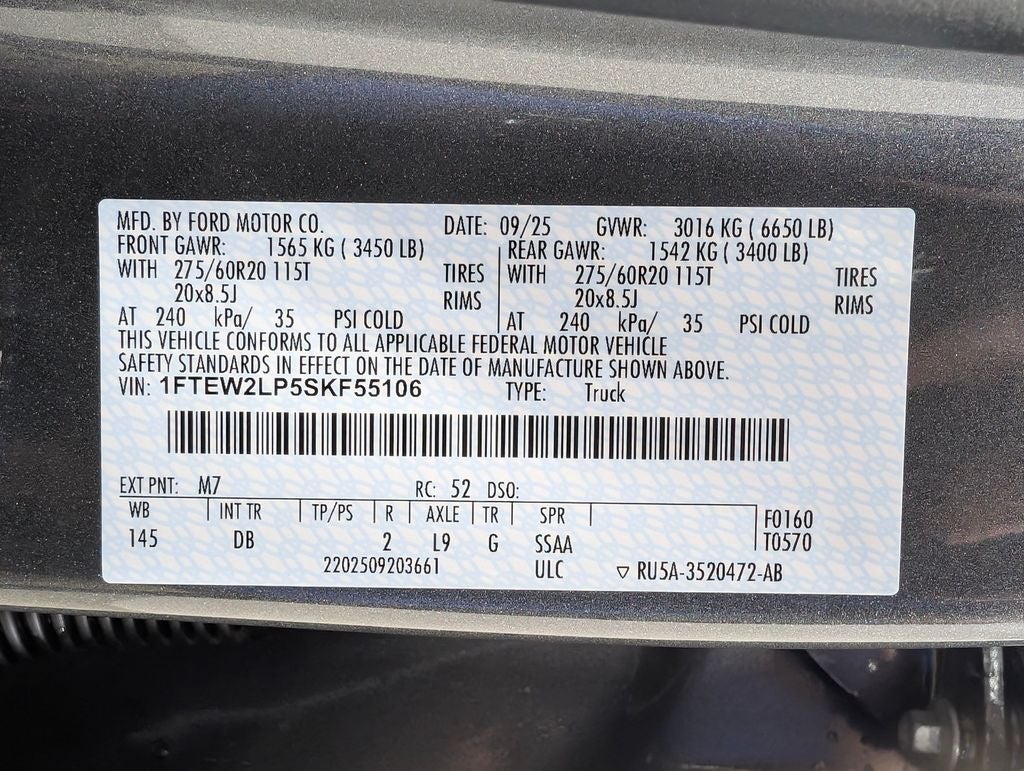 MFD. BY FORD MOTOR CO. DATE: 09/25 GVWR: 3016 KG ( 6650 LB)
FRONT GAWR: 1565 KG ( 3450 LB) REAR GAWR: 1542 KG ( 3400 LB)
WITH 275/60R20 115T TIRES WITH 275/60R20 115T TIRES
20x8.5J RIMS 20x8.5J RIMS
AT 240 kPa/ 35 PSI COLD AT 240 kPa/ 35 PSI COLD
THIS VEHICLE CONFORMS TO ALL APPLICABLE FEDERAL MOTOR VEHICLE
SAFETY STANDARDS IN EFFECT ON THE DATE OF MANUFACTURE SHOWN ABOVE.
VIN: 1FTEW2LP5SKF55106 TYPE: Truck
EXT PNT: M7 RC: 52 DSO:
WB INT TR TP/PS R AXLE TR SPR F0160
145 DB 2 L9 G SSAA T0570
2202509203661 ULC ▽ RU5A-3520472-AB